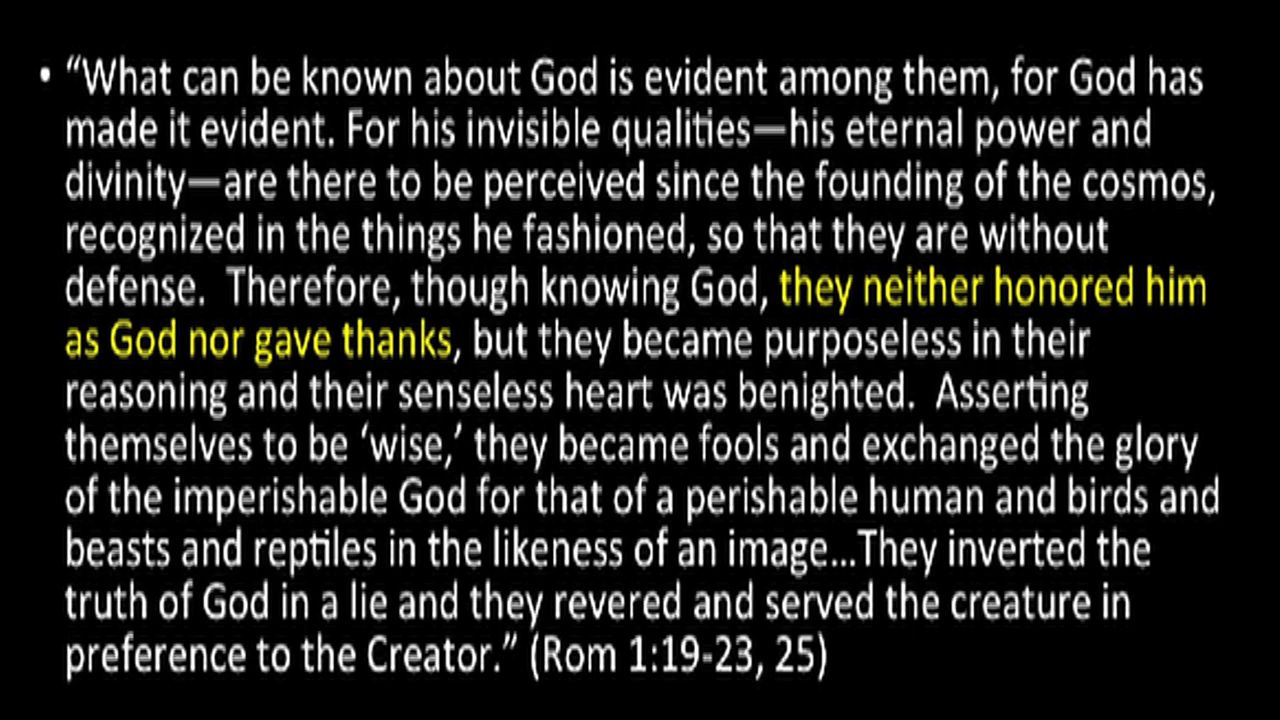 • “What can be known about God is evident among them, for God has
made it evident. For his invisible qualities—his eternal power and
divinity—are there to be perceived since the founding of the cosmos,
recognized in the things he fashioned, so that they are without
defense.  Therefore, though knowing God, they neither honored him
as God nor gave thanks, but they became purposeless in their
reasoning and their senseless heart was benighted.  Asserting
themselves to be ‘wise,’ they became fools and exchanged the glory
of the imperishable God for that of a perishable human and birds and
beasts and reptiles in the likeness of an image...They inverted the
truth of God in a lie and they revered and served the creature in
preference to the Creator.” (Rom 1:19-23, 25)